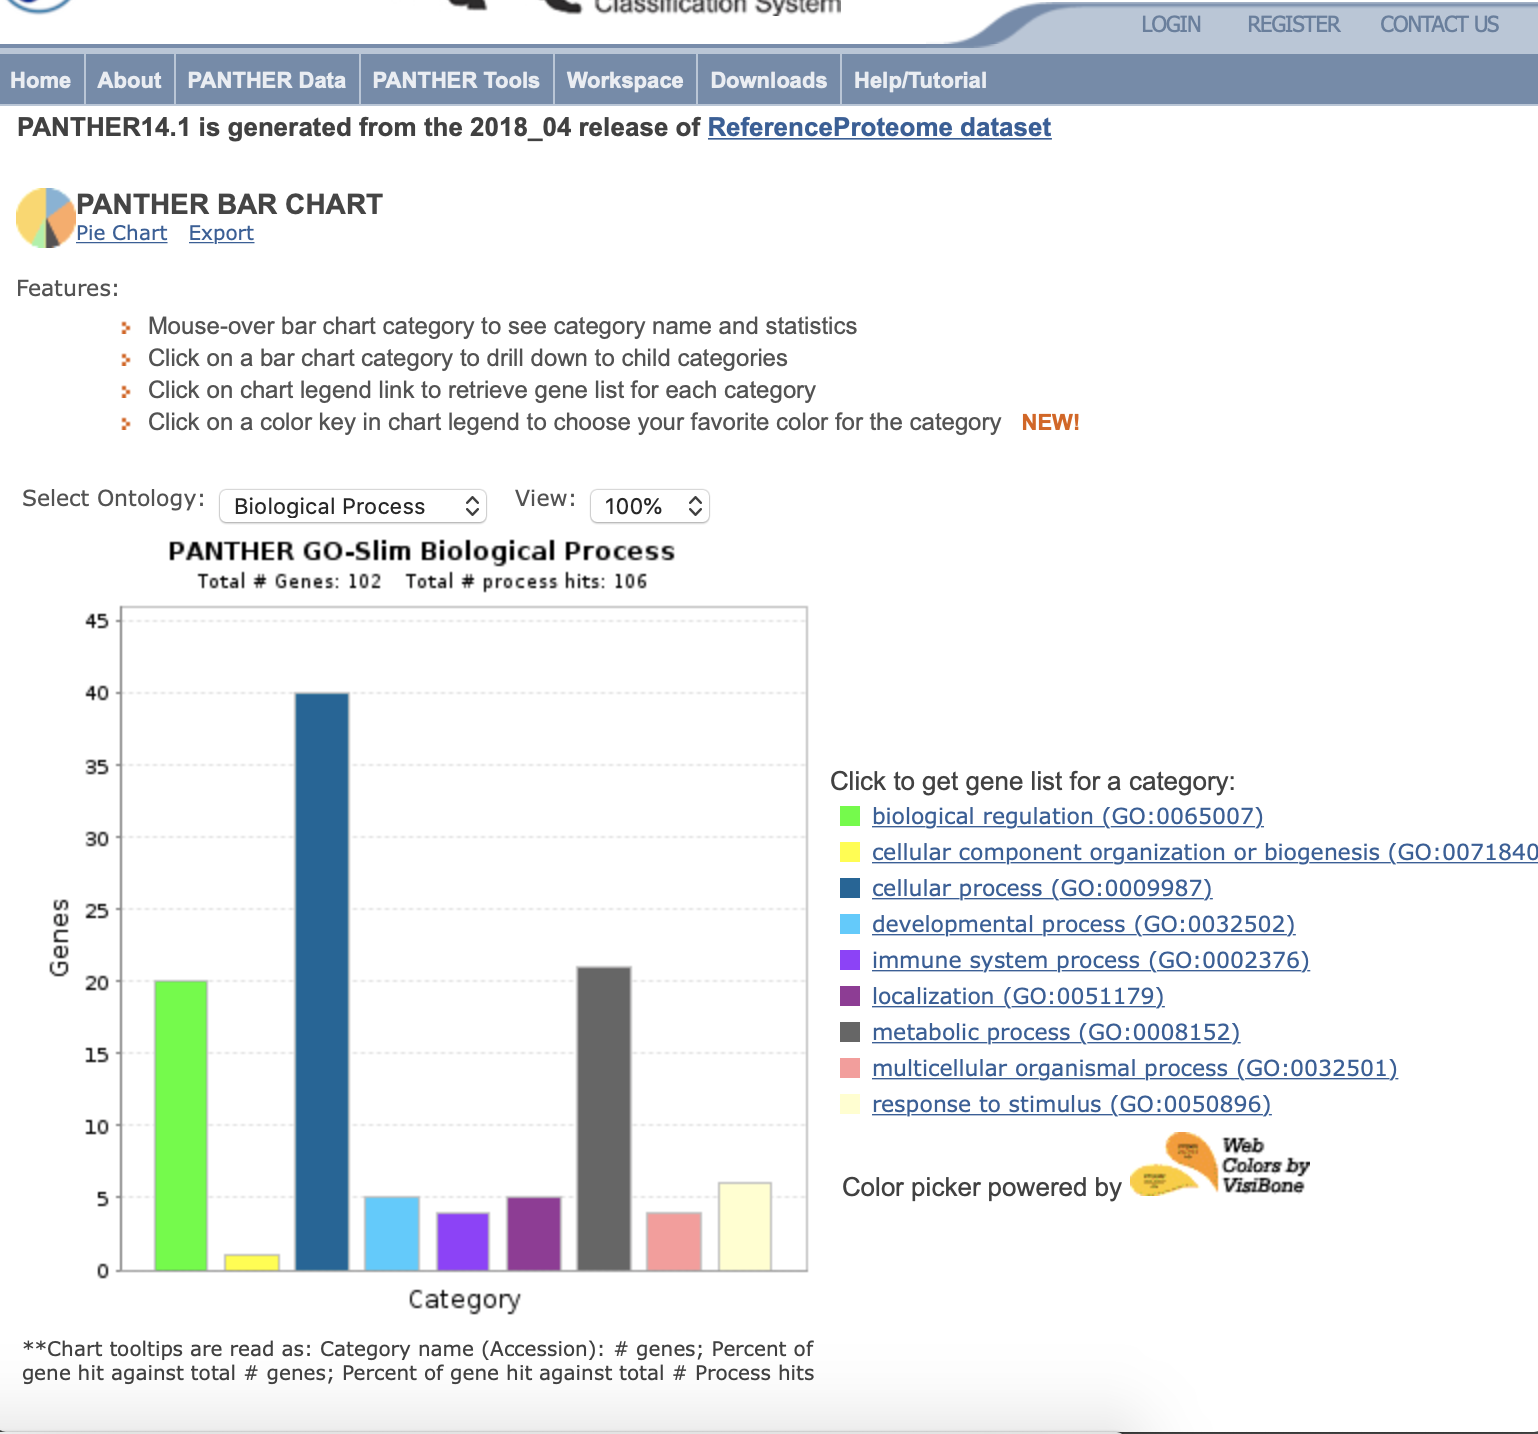 Classification System
LOGIN REGISTER CONTACT US
Home About PANTHER Data PANTHER Tools Workspace Downloads Help/Tutorial
PANTHER14.1 is generated from the 2018_04 release of ReferenceProteome dataset
PANTHER BAR CHART
Pie Chart Export
Features:
Mouse-over bar chart category to see category name and statistics
Click on a bar chart category to drill down to child categories
Click on chart legend link to retrieve gene list for each category
Click on a color key in chart legend to choose your favorite color for the category NEW!
Select Ontology: Biological Process View: 100%
PANTHER GO-Slim Biological Process
Total # Genes: 102 Total # process hits: 106
45
40
35
30
25
20
15
10
5
0
Genes
Category
Click to get gene list for a category:
biological regulation (GO:0065007)
cellular component organization or biogenesis (GO:0071840
cellular process (GO:0009987)
developmental process (GO:0032502)
immune system process (GO:0002376)
localization (GO:0051179)
metabolic process (GO:0008152)
multicellular organismal process (GO:0032501)
response to stimulus (GO:0050896)
Color picker powered by
Web
Colors by
VisiBone
**Chart tooltips are read as: Category name (Accession): # genes; Percent of
gene hit against total # genes; Percent of gene hit against total # Process hits